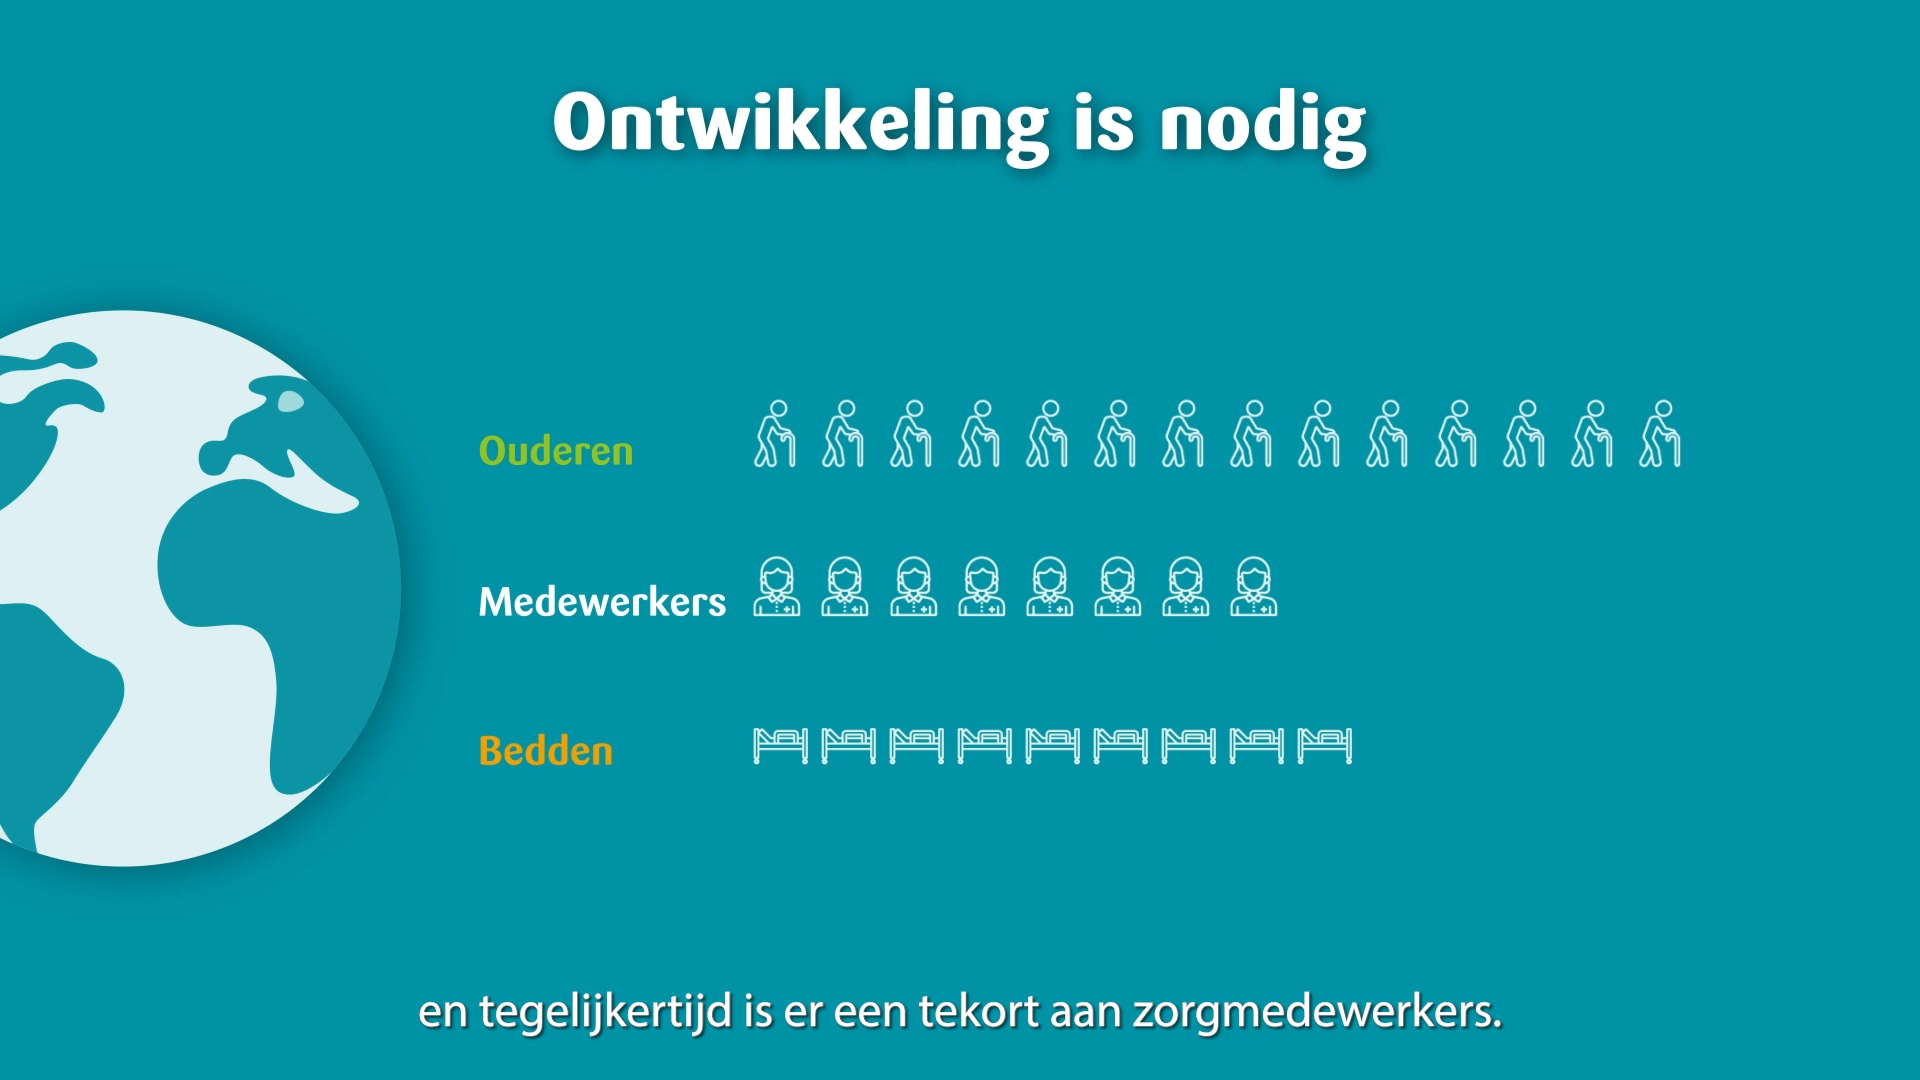 Ontwikkeling is nodig
Ouderen
Medewerkers
Bedden
en tegelijkertijd is er een tekort aan zorgmedewerkers.